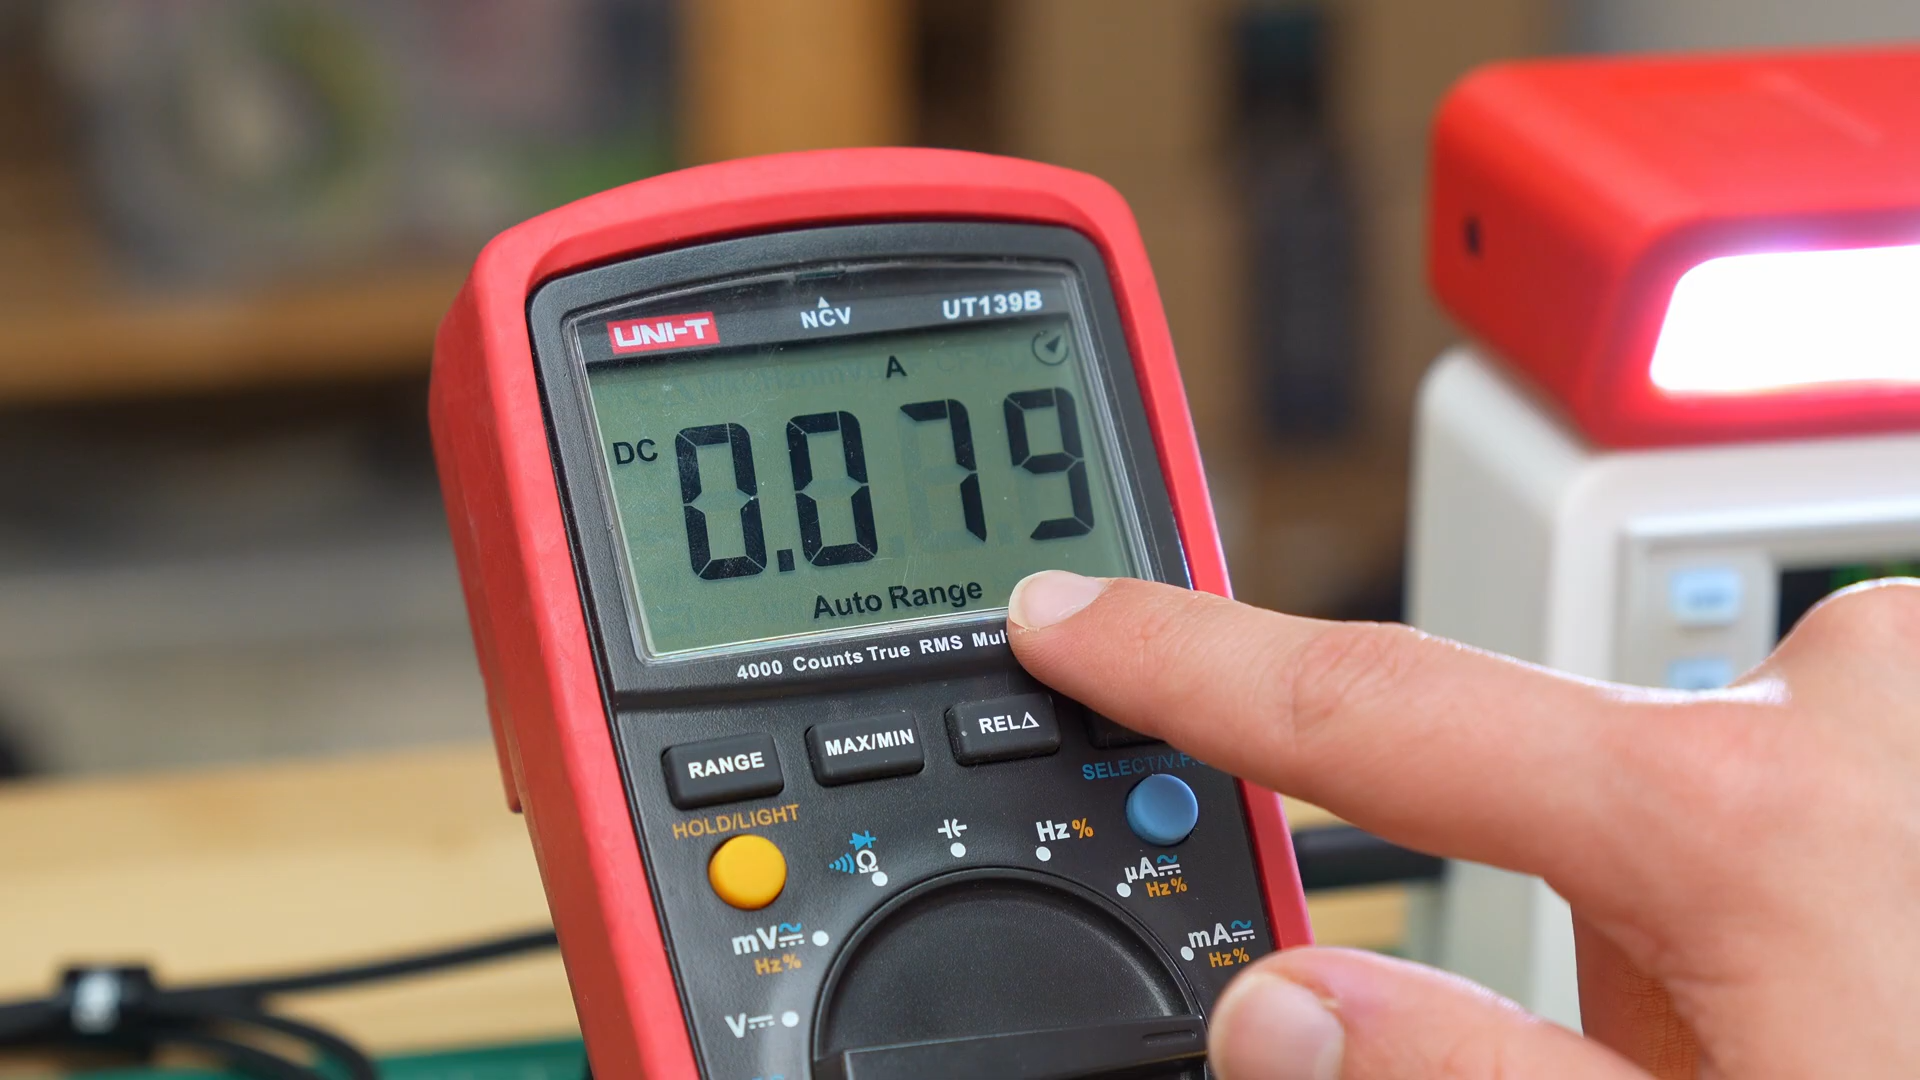 NCV
UNI-T
UT139B
A
DC
0.079
Auto Range
4000 Counts True RMS
RANGE
MAX/MIN
REL△
HOLD/LIGHT
Hz%
Ω
µA
Hz%
mV
Hz%
mA
Hz%
V